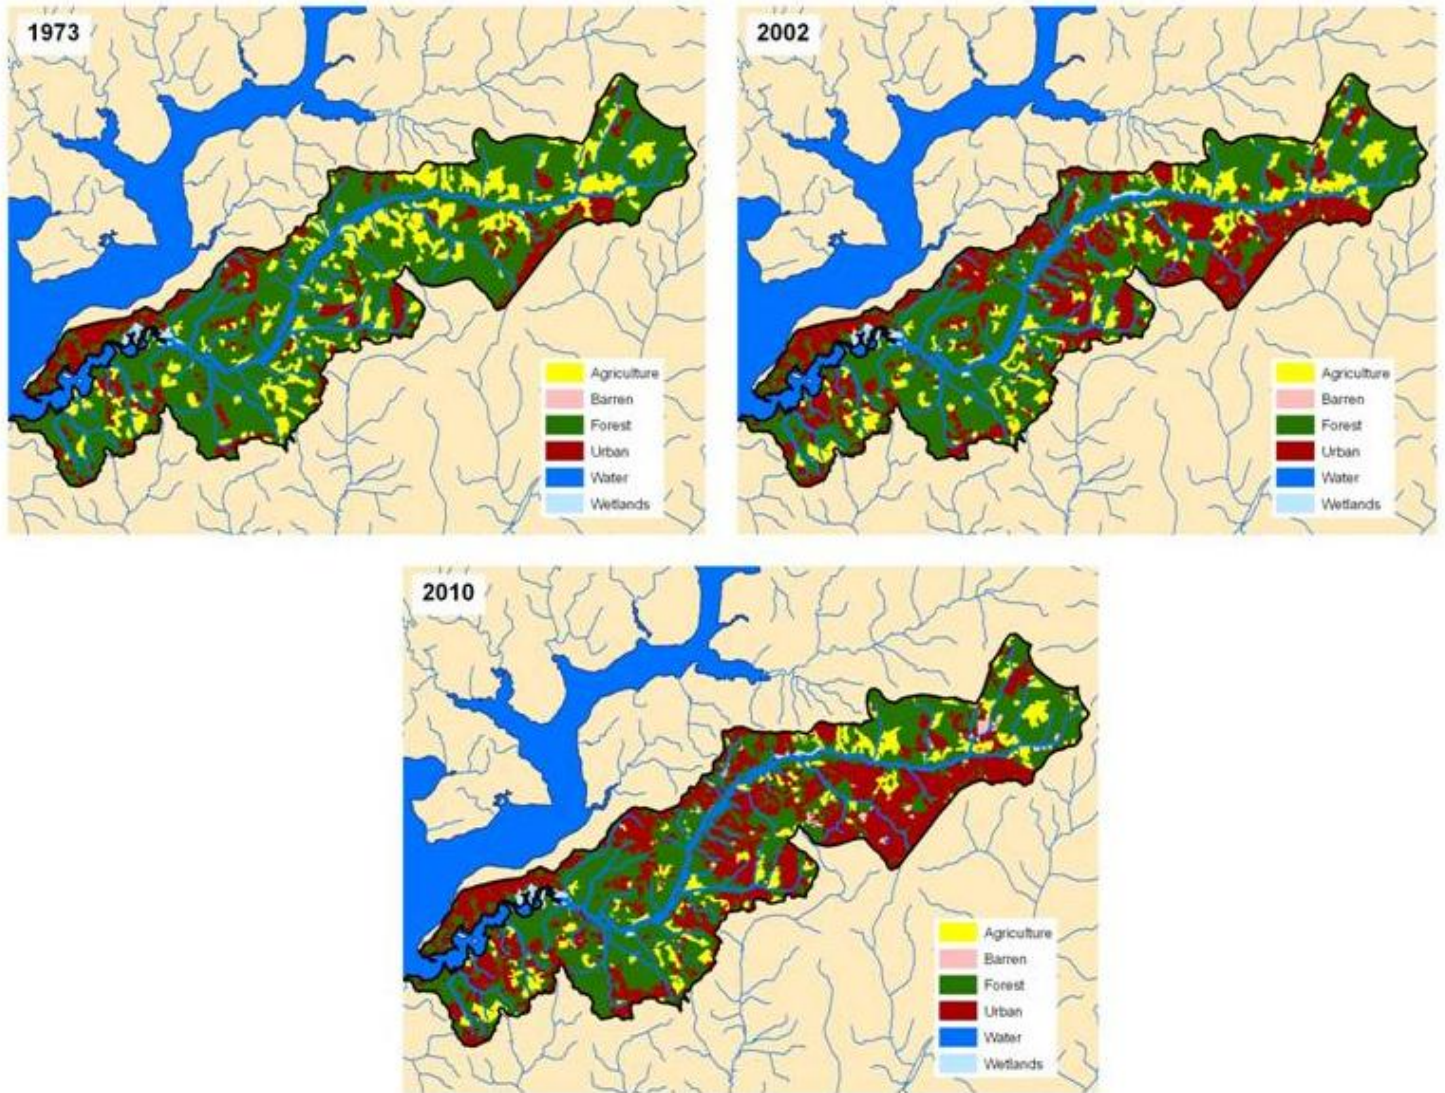 1973
Agriculture
Barren
Forest
Urban
Water
Wetlands
2002
Agriculture
Barren
Forest
Urban
Water
Wetlands
2010
Agriculture
Barren
Forest
Urban
Water
Wetlands